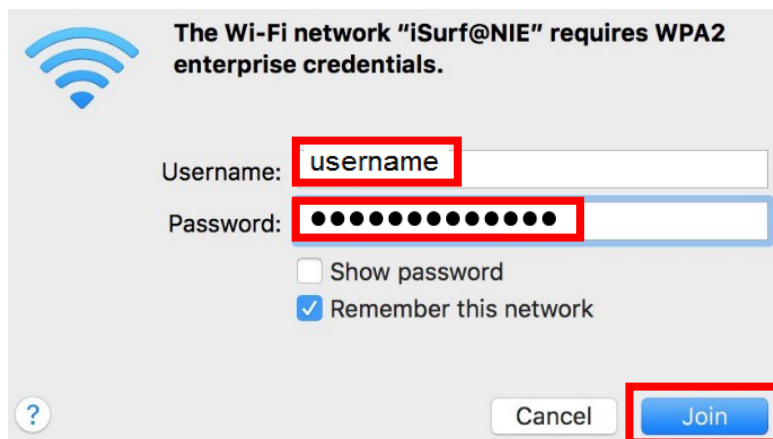 The Wi-Fi network “iSurf@NIE” requires WPA2
enterprise credentials.
Username: username
Password: ●●●●●●●●●●●●●
Show password
Remember this network
? Cancel Join